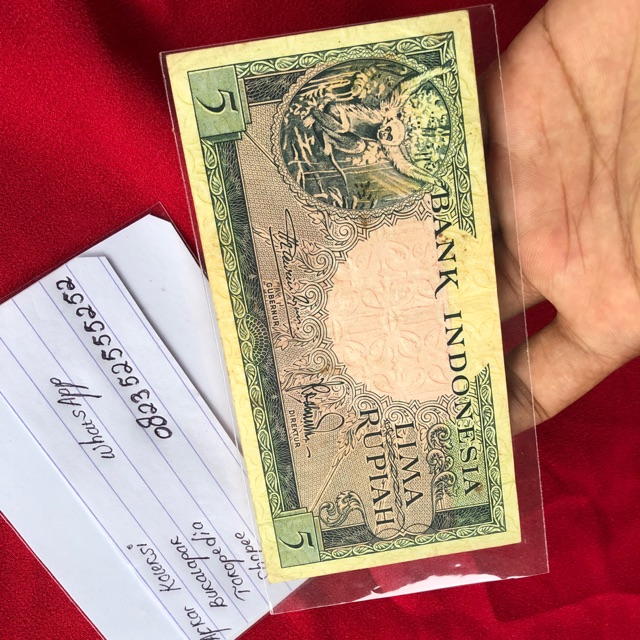 BANK INDONESIA
5
GUBERNUR
DIREKTUR
LIMA
RUPIAH
5
WhatsApp
082352555252
Koleksi
Bukalapak
Tokopedia
Shopee